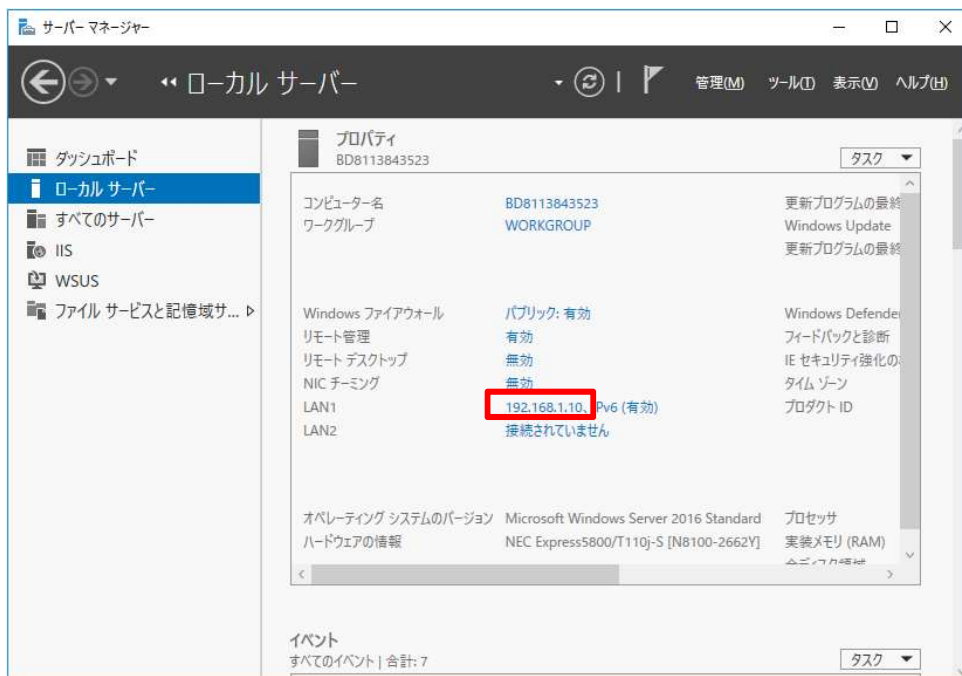 サーバー マネージャー
ローカル サーバー
管理(M) ツール(T) 表示(V) ヘルプ(H)
ダッシュボード
ローカル サーバー
すべてのサーバー
IIS
WSUS
ファイル サービスと記憶域サ...
プロパティ
BD8113843523
タスク
コンピューター名 BD8113843523 更新プログラムの最終
ワークグループ WORKGROUP Windows Update
更新プログラムの最終
Windows ファイアウォール パブリック: 有効 Windows Defender
リモート管理 有効 フィードバックと診断
リモート デスクトップ 無効 IE セキュリティ強化の
NIC チーミング 無効 タイム ゾーン
LAN1 192.168.1.10、 Pv6 (有効) プロダクト ID
LAN2 接続されていません
オペレーティング システムのバージョン Microsoft Windows Server 2016 Standard プロセッサ
ハードウェアの情報 NEC Express5800/T110j-S [N8100-2662Y] 実装メモリ (RAM)
イベント
すべてのイベント | 合計: 7
タスク